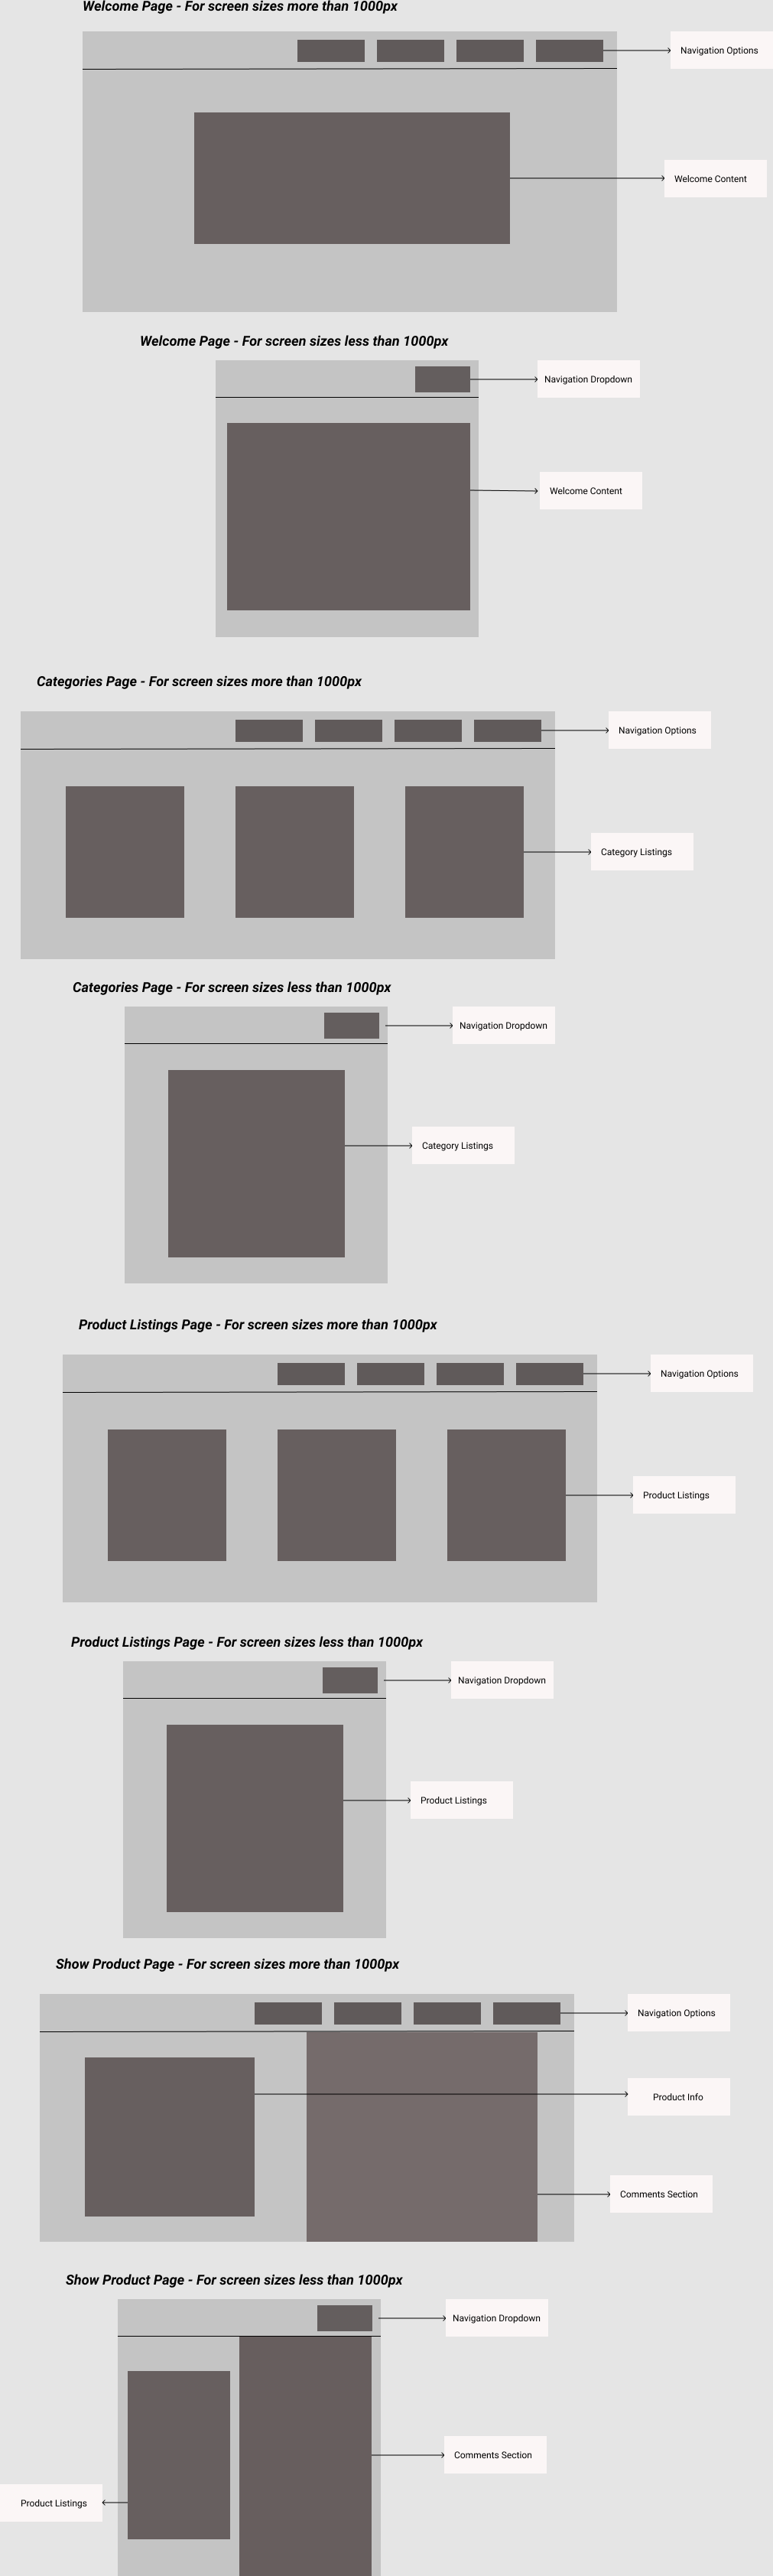 Welcome Page - For screen sizes more than 1000px
Navigation Options
Welcome Content
Welcome Page - For screen sizes less than 1000px
Navigation Dropdown
Welcome Content
Categories Page - For screen sizes more than 1000px
Navigation Options
Category Listings
Categories Page - For screen sizes less than 1000px
Navigation Dropdown
Category Listings
Product Listings Page - For screen sizes more than 1000px
Navigation Options
Product Listings
Product Listings Page - For screen sizes less than 1000px
Navigation Dropdown
Product Listings
Show Product Page - For screen sizes more than 1000px
Navigation Options
Product Info
Comments Section
Show Product Page - For screen sizes less than 1000px
Navigation Dropdown
Comments Section
Product Listings